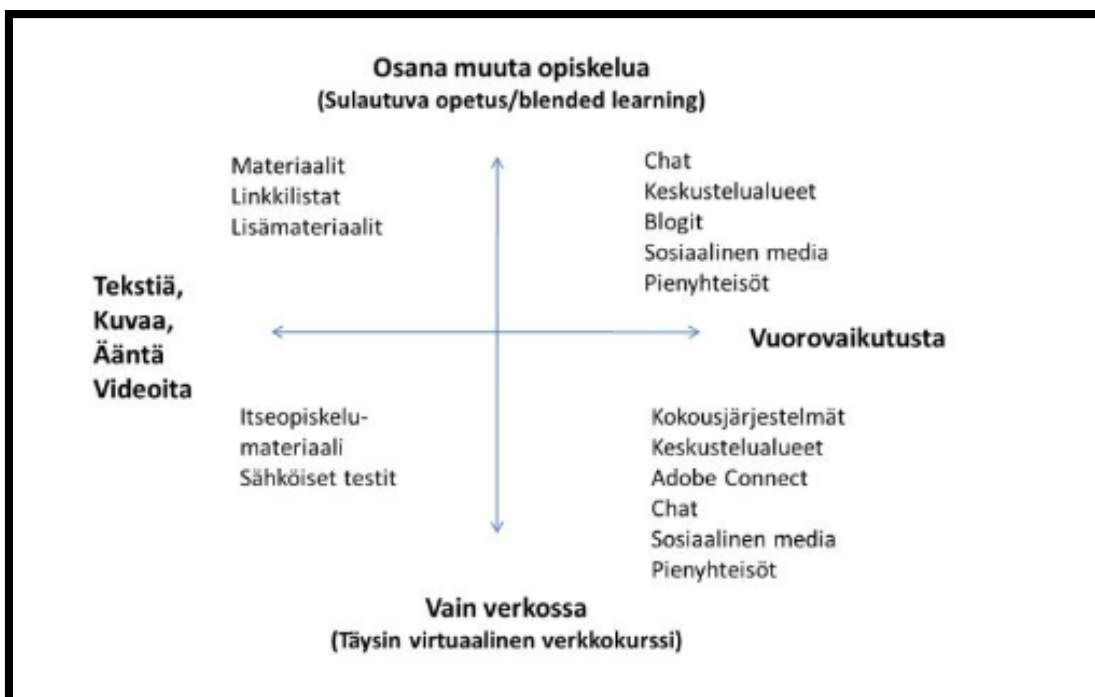 Osana muuta opiskelua
(Sulautuva opetus/blended learning)
Materiaalit
Linkkilistat
Lisämateriaalit
Chat
Keskustelualueet
Blogit
Sosiaalinen media
Pienyhteisöt
Tekstiä,
Kuvaa,
Ääntä
Videoita
Vuorovaikutusta
Itseopiskelu-
materiaali
Sähköiset testit
Kokousjärjestelmät
Keskustelualueet
Adobe Connect
Chat
Sosiaalinen media
Pienyhteisöt
Vain verkossa
(Täysin virtuaalinen verkkokurssi)